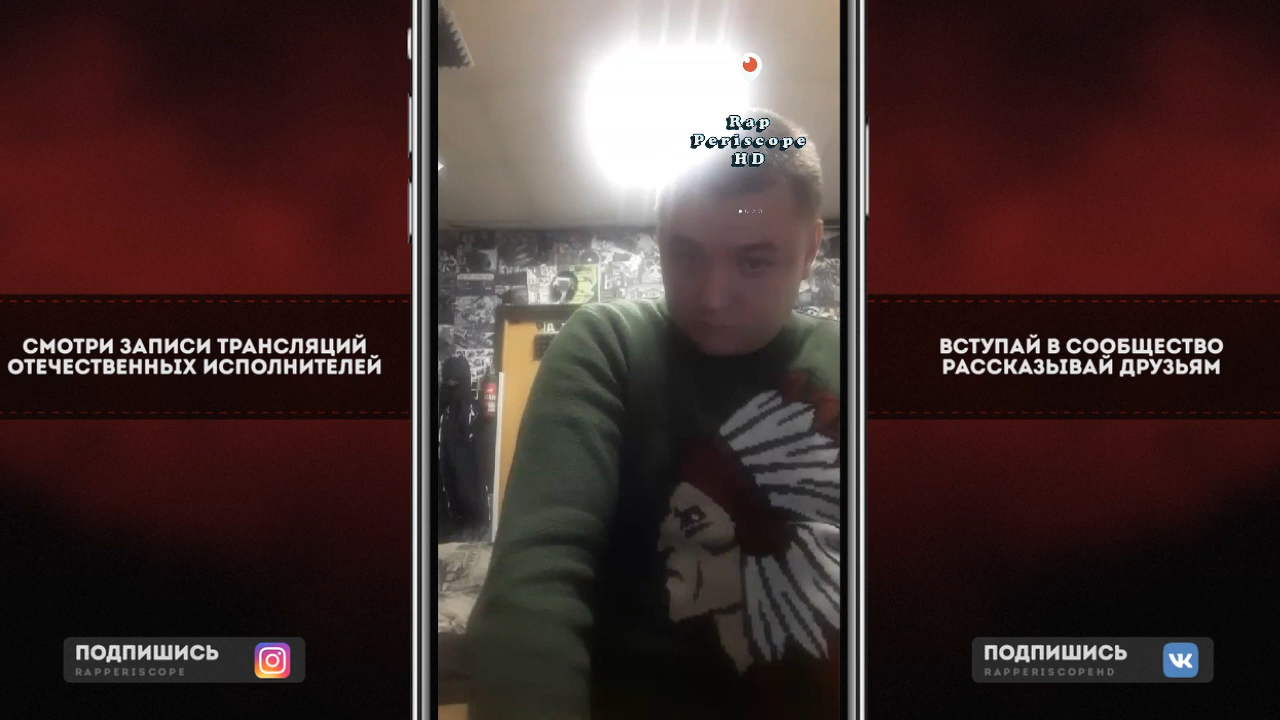 Rap
Periscope
HD
СМОТРИ ЗАПИСИ ТРАНСЛЯЦИЙ
ОТЕЧЕСТВЕННЫХ ИСПОЛНИТЕЛЕЙ
ВСТУПАЙ В СООБЩЕСТВО
РАССКАЗЫВАЙ ДРУЗЬЯМ
ПОДПИШИСЬ
RAPPERISCOPE
ПОДПИШИСЬ
RAPPERISCOPEHD